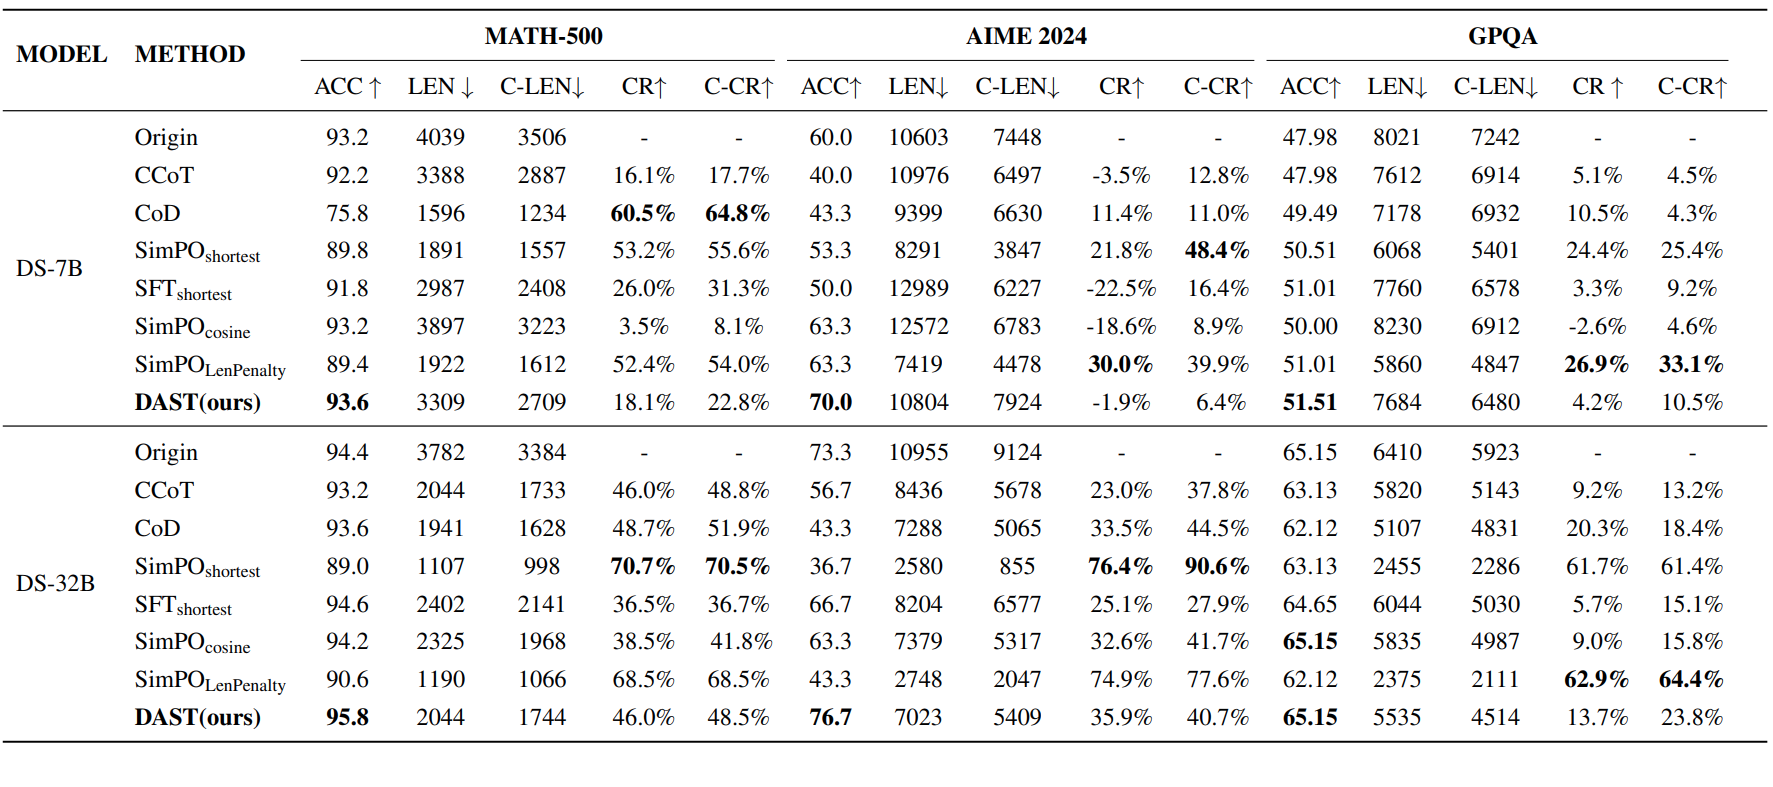 MODEL METHOD MATH-500 AIME 2024 GPQA
ACC ↑ LEN ↓ C-LEN↓ CR↑ C-CR↑ ACC↑ LEN↓ C-LEN↓ CR↑ C-CR↑ ACC↑ LEN↓ C-LEN↓ CR ↑ C-CR↑
DS-7B
Origin 93.2 4039 3506 - - 60.0 10603 7448 - - 47.98 8021 7242 - -
CCoT 92.2 3388 2887 16.1% 17.7% 40.0 10976 6497 -3.5% 12.8% 47.98 7612 6914 5.1% 4.5%
CoD 75.8 1596 1234 60.5% 64.8% 43.3 9399 6630 11.4% 11.0% 49.49 7178 6932 10.5% 4.3%
SimPOshortest 89.8 1891 1557 53.2% 55.6% 53.3 8291 3847 21.8% 48.4% 50.51 6068 5401 24.4% 25.4%
SFTshortest 91.8 2987 2408 26.0% 31.3% 50.0 12989 6227 -22.5% 16.4% 51.01 7760 6578 3.3% 9.2%
SimPOcosine 93.2 3897 3223 3.5% 8.1% 63.3 12572 6783 -18.6% 8.9% 50.00 8230 6912 -2.6% 4.6%
SimPOLenPenalty 89.4 1922 1612 52.4% 54.0% 63.3 7419 4478 30.0% 39.9% 51.01 5860 4847 26.9% 33.1%
DAST(ours) 93.6 3309 2709 18.1% 22.8% 70.0 10804 7924 -1.9% 6.4% 51.51 7684 6480 4.2% 10.5%
DS-32B
Origin 94.4 3782 3384 - - 73.3 10955 9124 - - 65.15 6410 5923 - -
CCoT 93.2 2044 1733 46.0% 48.8% 56.7 8436 5678 23.0% 37.8% 63.13 5820 5143 9.2% 13.2%
CoD 93.6 1941 1628 48.7% 51.9% 43.3 7288 5065 33.5% 44.5% 62.12 5107 4831 20.3% 18.4%
SimPOshortest 89.0 1107 998 70.7% 70.5% 36.7 2580 855 76.4% 90.6% 63.13 2455 2286 61.7% 61.4%
SFTshortest 94.6 2402 2141 36.5% 36.7% 66.7 8204 6577 25.1% 27.9% 64.65 6044 5030 5.7% 15.1%
SimPOcosine 94.2 2325 1968 38.5% 41.8% 63.3 7379 5317 32.6% 41.7% 65.15 5835 4987 9.0% 15.8%
SimPOLenPenalty 90.6 1190 1066 68.5% 68.5% 43.3 2748 2047 74.9% 77.6% 62.12 2375 2111 62.9% 64.4%
DAST(ours) 95.8 2044 1744 46.0% 48.5% 76.7 7023 5409 35.9% 40.7% 65.15 5535 4514 13.7% 23.8%